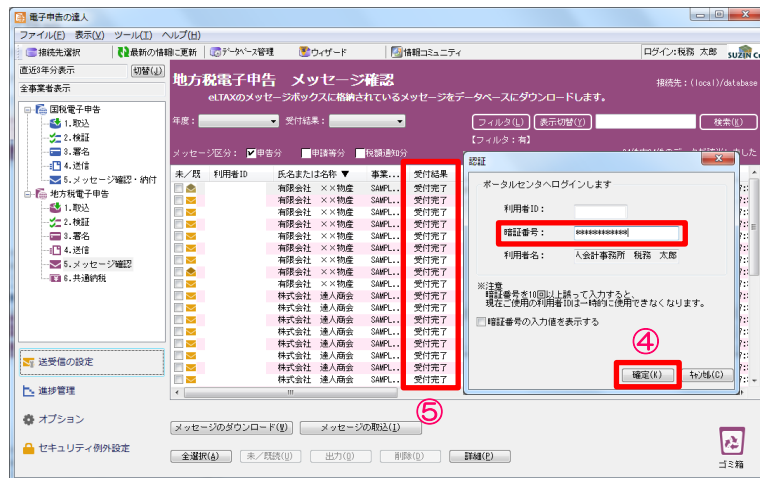 電子申告の達人
ファイル(F) 表示(V) ツール(T) ヘルプ(H)
接続先選択 最新の情報に更新 データベース管理 ウィザード 情報コミュニティ ログイン:税務 太郎
直近3年分表示 切替(J)
全事業者表示
国税電子申告
1.取込
2.検証
3.署名
4.送信
5.メッセージ確認・納付
地方税電子申告
1.取込
2.検証
3.署名
4.送信
5.メッセージ確認
6.共通納税
送受信の設定
進捗管理
オプション
セキュリティ例外設定
地方税電子申告 メッセージ確認
接続先:(local)/database
eLTAXのメッセージボックスに格納されているメッセージをデータベースにダウンロードします。
年度: 受付結果: フィルタ(L) 表示切替(Y) 検索(K)
【フィルタ:有】
メッセージ区分: 申告分 申請等分 税額通知分
未/既 利用者ID 氏名または名称 ▼ 事業... 受付結果
有限会社 ××物産 SAMPL.. 受付完了
有限会社 ××物産 SAMPL.. 受付完了
有限会社 ××物産 SAMPL.. 受付完了
有限会社 ××物産 SAMPL.. 受付完了
有限会社 ××物産 SAMPL.. 受付完了
有限会社 ××物産 SAMPL.. 受付完了
有限会社 ××物産 SAMPL.. 受付完了
有限会社 ××物産 SAMPL.. 受付完了
有限会社 ××物産 SAMPL.. 受付完了
株式会社 達人商会 SAMPL.. 受付完了
株式会社 達人商会 SAMPL.. 受付完了
株式会社 達人商会 SAMPL.. 受付完了
株式会社 達人商会 SAMPL.. 受付完了
株式会社 達人商会 SAMPL.. 受付完了
株式会社 達人商会 SAMPL.. 受付完了
株式会社 達人商会 SAMPL.. 受付完了
株式会社 達人商会 SAMPL.. 受付完了
⑤
認証
ポータルセンタへログインします
利用者ID:
暗証番号: *************
利用者名: 人会計事務所 税務 太郎
※注意
暗証番号を10回以上誤って入力すると、
現在ご使用の利用者IDは一時的に使用できなくなります。
暗証番号の入力値を表示する
④
確定(K) キャンセル(C)
メッセージのダウンロード(W) メッセージの取込(I)
全選択(A) 未/既読(U) 出力(O) 削除(D) 詳細(P)
ゴミ箱